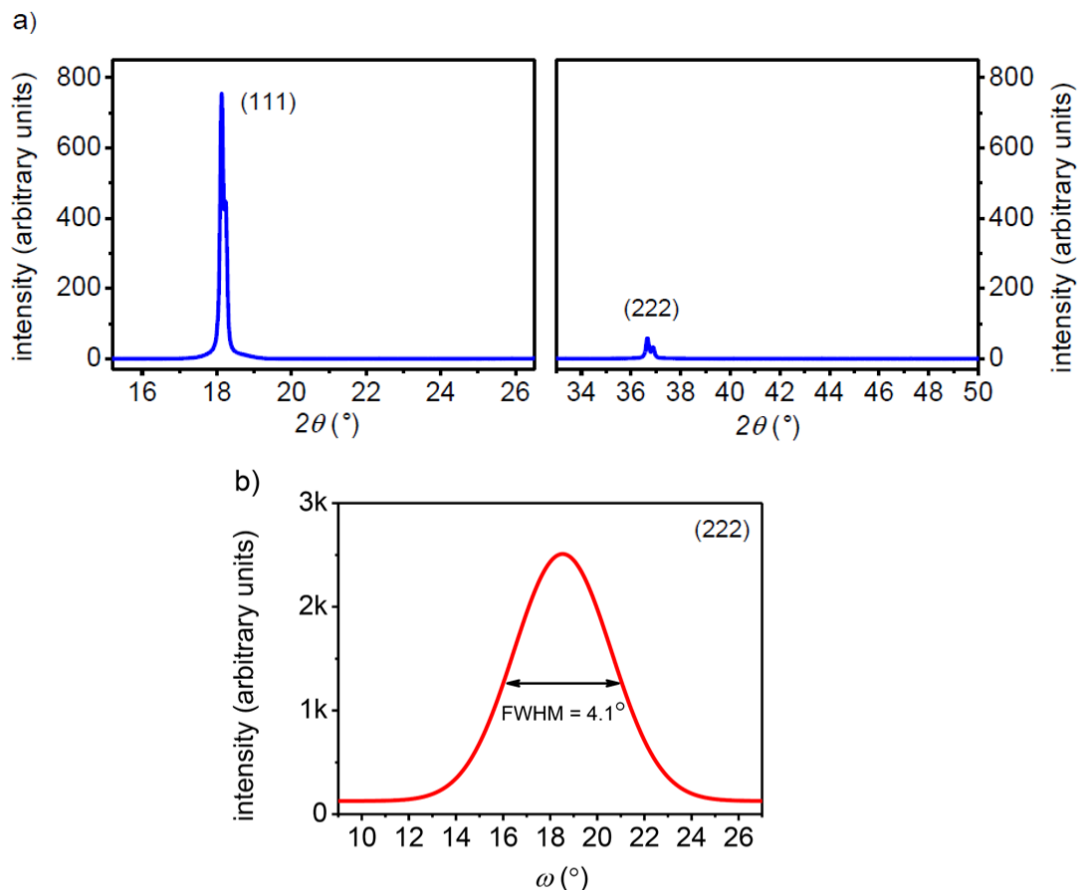 a)
intensity (arbitrary units)
800
600
400
200
0
(111)
16 18 20 22 24 26
2θ (°)
(222)
800
600
400
200
0
intensity (arbitrary units)
34 36 38 40 42 44 46 48 50
2θ (°)
b)
intensity (arbitrary units)
3k
2k
1k
0
(222)
FWHM = 4.1°
10 12 14 16 18 20 22 24 26
ω (°)